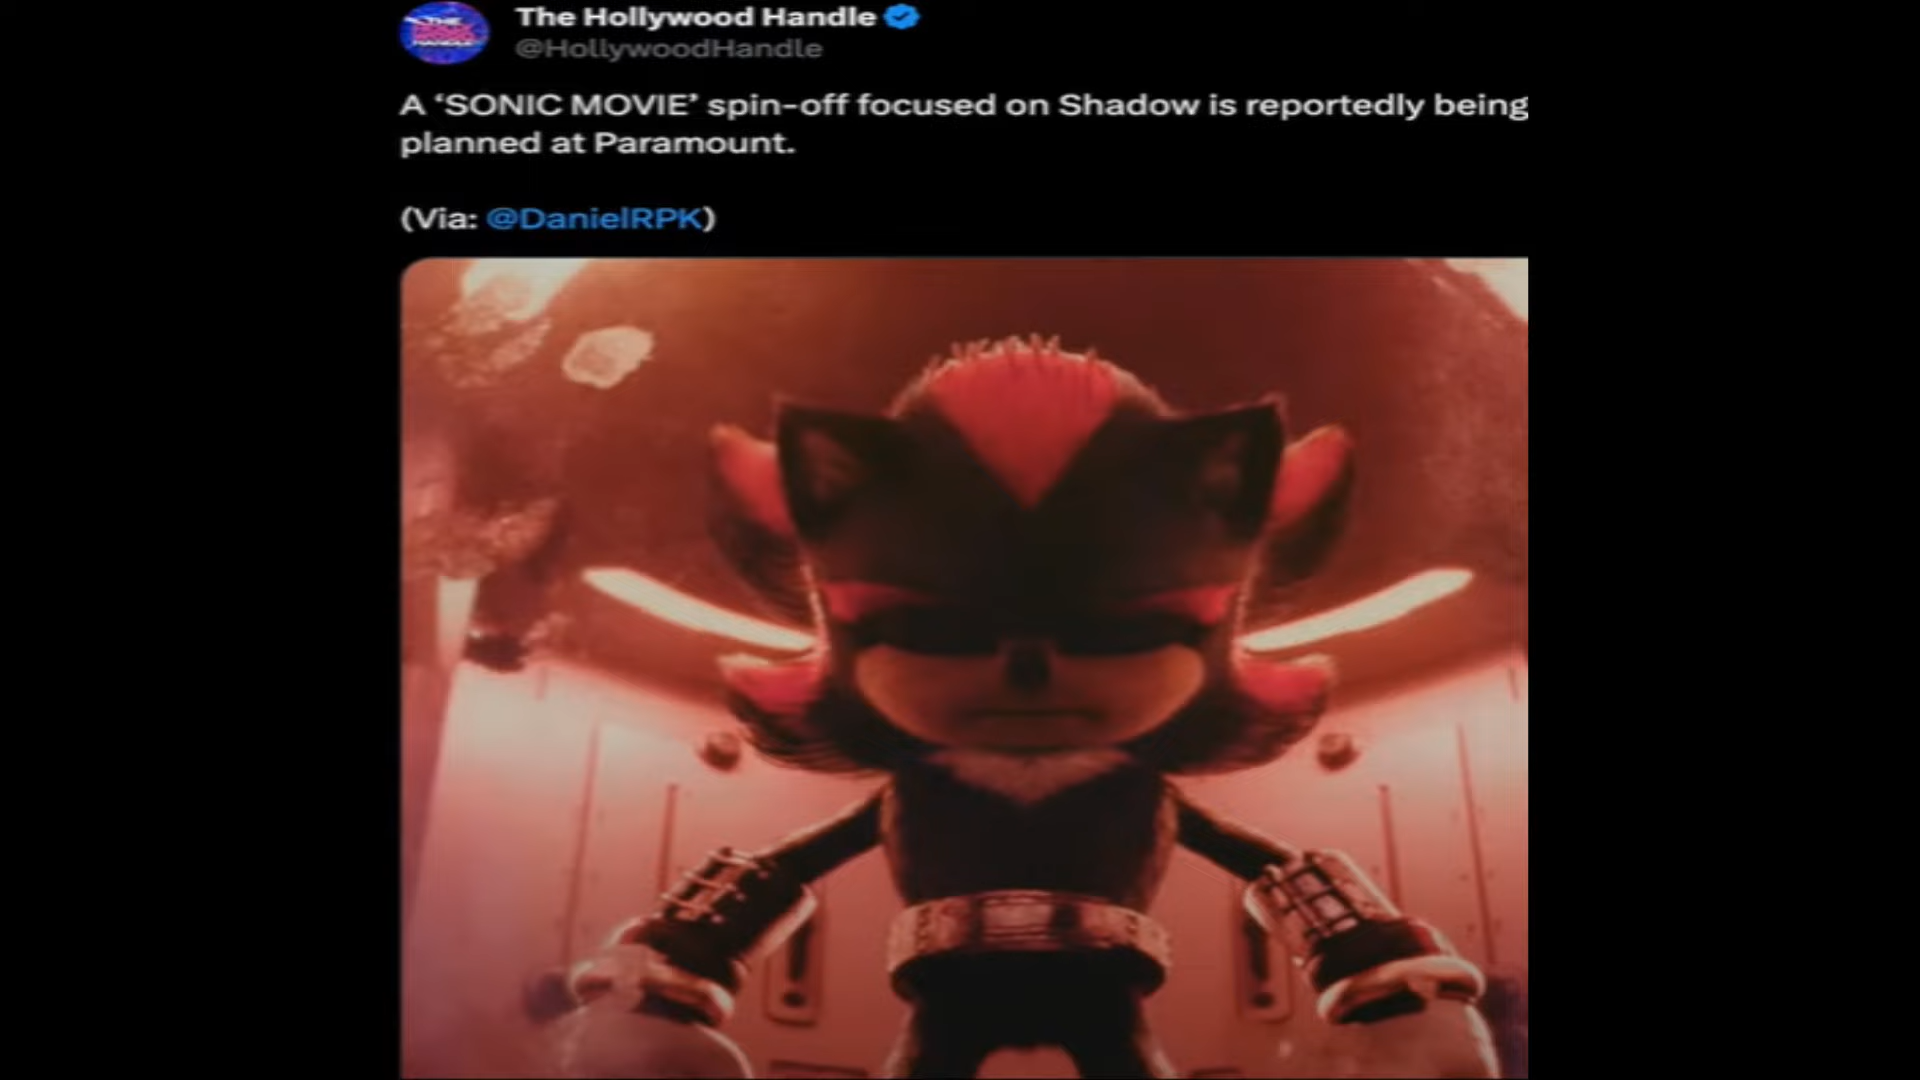 The Hollywood Handle
@HollywoodHandle
A ‘SONIC MOVIE’ spin-off focused on Shadow is reportedly being
planned at Paramount.
(Via: @DanielRPK)